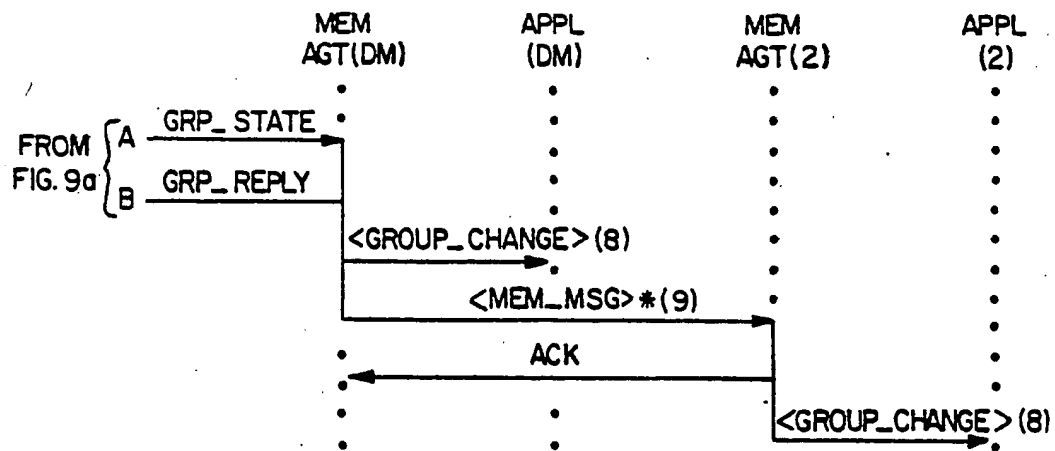 MEM
AGT(DM)
APPL
(DM)
MEM
AGT(2)
APPL
(2)
FROM
FIG. 9a
A
GRP_STATE
B
GRP_REPLY
<GROUP_CHANGE>(8)
<MEM_MSG>*(9)
ACK
<GROUP_CHANGE>(8)